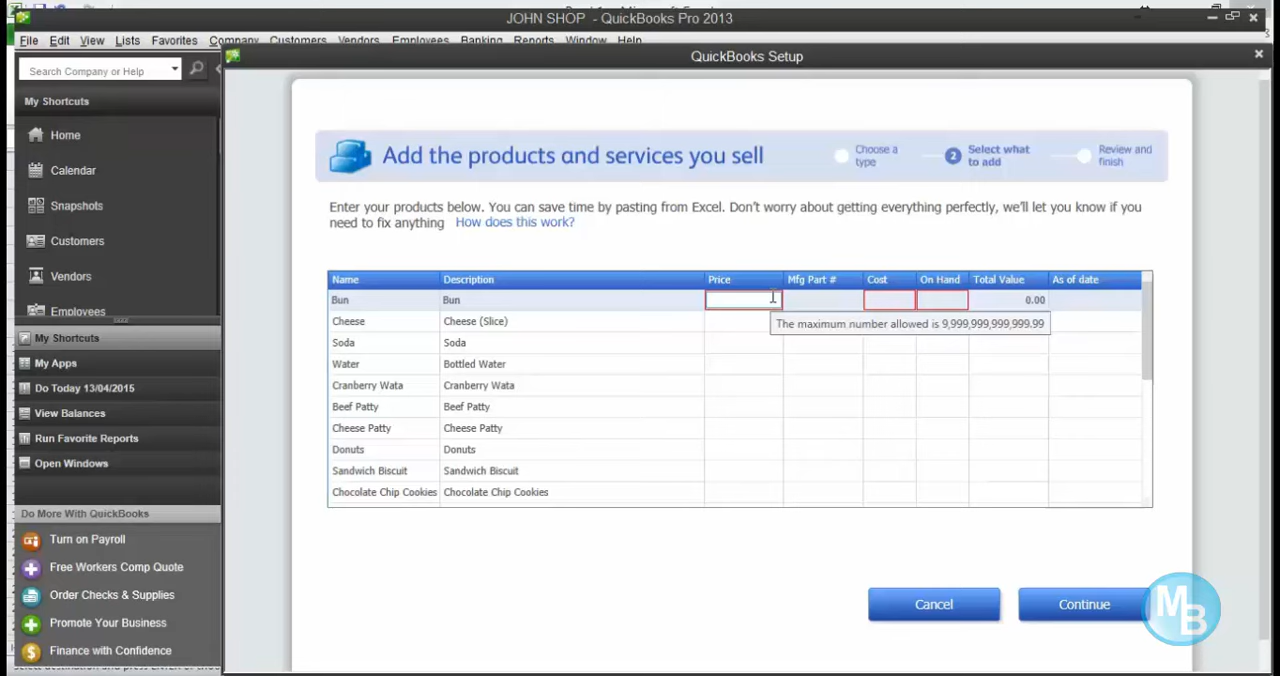 JOHN SHOP - QuickBooks Pro 2013
File Edit View Lists Favorites Company Customers Vendors Employees Banking Reports Window Help
QuickBooks Setup
Search Company or Help
My Shortcuts
Home
Calendar
Snapshots
Customers
Vendors
Employees
My Shortcuts
My Apps
Do Today 13/04/2015
View Balances
Run Favorite Reports
Open Windows
Do More With QuickBooks
Turn on Payroll
Free Workers Comp Quote
Order Checks & Supplies
Promote Your Business
Finance with Confidence
Add the products and services you sell
Choose a
type
2 Select what
to add
Review and
finish
Enter your products below. You can save time by pasting from Excel. Don't worry about getting everything perfectly, we'll let you know if you
need to fix anything How does this work?
Name Description Price Mfg Part # Cost On Hand Total Value As of date
Bun Bun 0.00
The maximum number allowed is 9,999,999,999,999.99
Cheese Cheese (Slice)
Soda Soda
Water Bottled Water
Cranberry Wata Cranberry Wata
Beef Patty Beef Patty
Cheese Patty Cheese Patty
Donuts Donuts
Sandwich Biscuit Sandwich Biscuit
Chocolate Chip Cookies Chocolate Chip Cookies
Cancel Continue
MB